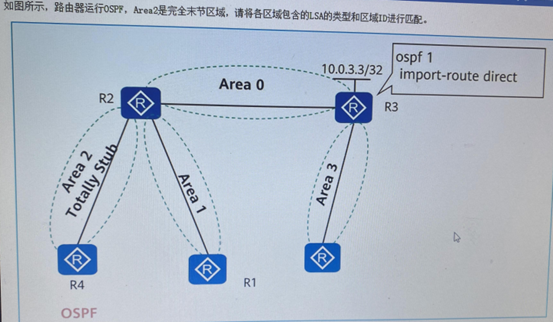 如图所示,路由器运行OSPF,Area2是完全末节区域,请将各区域包含的LSA的类型和区域ID进行匹配。
ospf 1
import-route direct
10.0.3.3/32
Area 0
R2
R
R
R3
Area 2
Totally Stub
Area 1
Area 3
R
R
R
R4
R1
OSPF